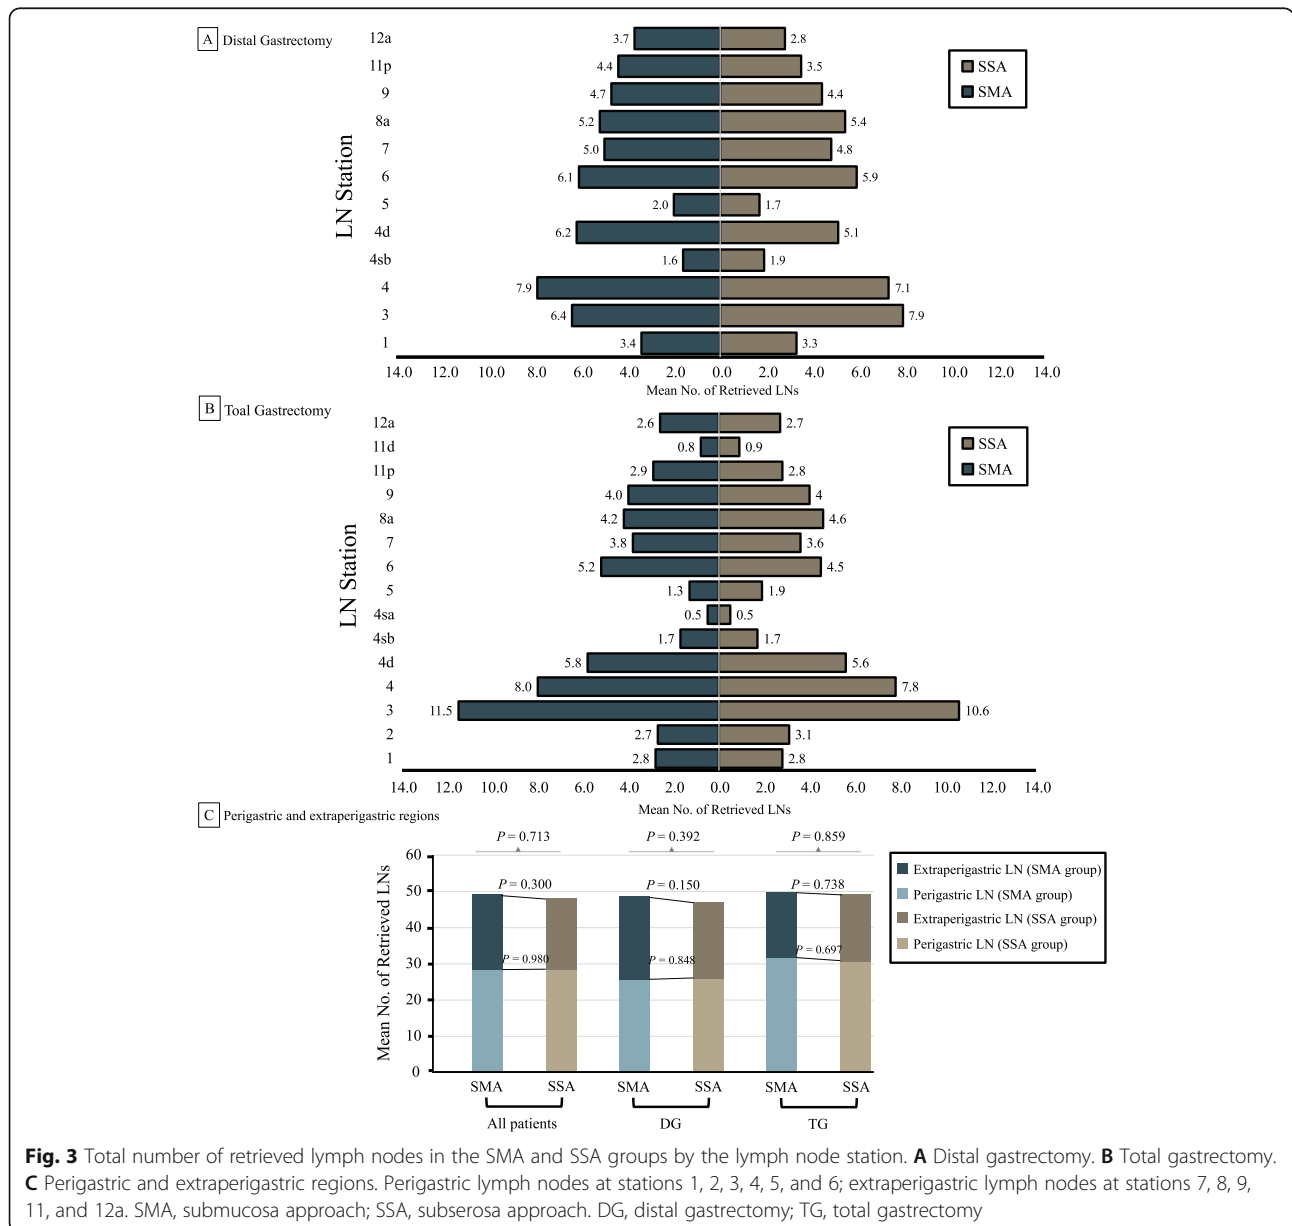 A Distal Gastrectomy
LN Station
12a 3.7 2.8
11p 4.4 3.5
9 4.7 4.4
8a 5.2 5.4
7 5.0 4.8
6 6.1 5.9
5 2.0 1.7
4d 6.2 5.1
4sb 1.6 1.9
4 7.9 7.1
3 6.4 7.9
1 3.4 3.3
14.0 12.0 10.0 8.0 6.0 4.0 2.0 0.0 2.0 4.0 6.0 8.0 10.0 12.0 14.0
Mean No. of Retrieved LNs
SSA
SMA
B Toal Gastrectomy
LN Station
12a 2.6 2.7
11d 0.8 0.9
11p 2.9 2.8
9 4.0 4
8a 4.2 4.6
7 3.8 3.6
6 5.2 4.5
5 1.3 1.9
4sa 0.5 0.5
4sb 1.7 1.7
4d 5.8 5.6
4 8.0 7.8
3 11.5 10.6
2 2.7 3.1
1 2.8 2.8
14.0 12.0 10.0 8.0 6.0 4.0 2.0 0.0 2.0 4.0 6.0 8.0 10.0 12.0 14.0
Mean No. of Retrieved LNs
SSA
SMA
C Perigastric and extraperigastric regions
Mean No. of Retrieved LNs
60
50
40
30
20
10
0
P = 0.713 P = 0.392 P = 0.859
P = 0.300 P = 0.150 P = 0.738
P = 0.980 P = 0.848 P = 0.697
SMA SSA SMA SSA SMA SSA
All patients DG TG
Extraperigastric LN (SMA group)
Perigastric LN (SMA group)
Extraperigastric LN (SSA group)
Perigastric LN (SSA group)
Fig. 3 Total number of retrieved lymph nodes in the SMA and SSA groups by the lymph node station. A Distal gastrectomy. B Total gastrectomy.
C Perigastric and extraperigastric regions. Perigastric lymph nodes at stations 1, 2, 3, 4, 5, and 6; extraperigastric lymph nodes at stations 7, 8, 9,
11, and 12a. SMA, submucosa approach; SSA, subserosa approach. DG, distal gastrectomy; TG, total gastrectomy